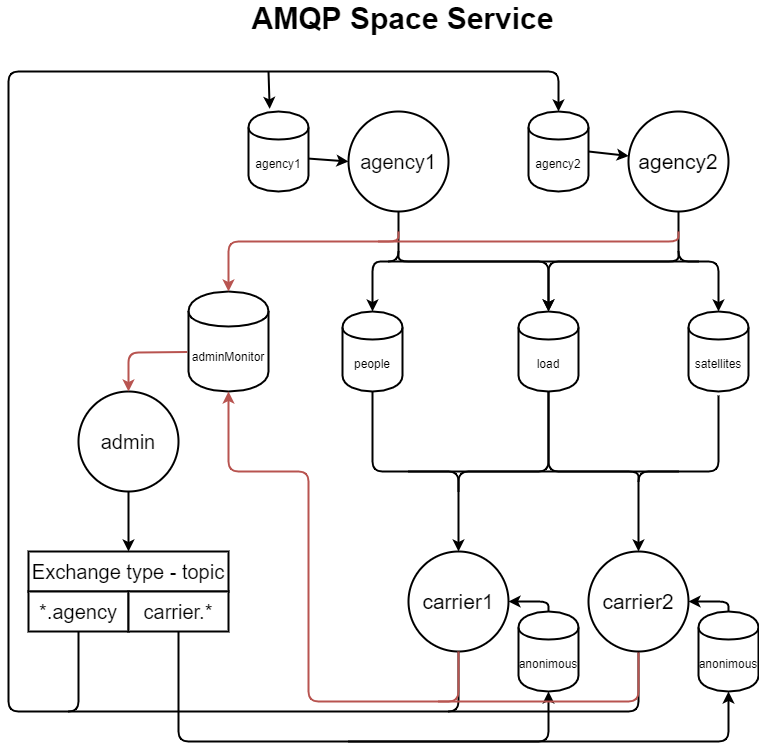 AMQP Space Service
agency1
agency1
agency2
agency2
adminMonitor
people
load
satellites
admin
Exchange type - topic
*.agency
carrier.*
carrier1
carrier2
anonimous
anonimous